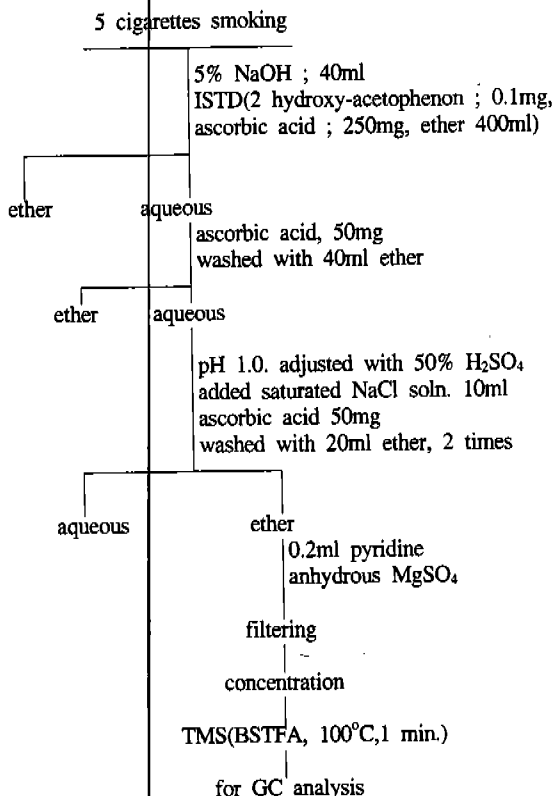 5 cigarettes smoking
5% NaOH ; 40ml
ISTD(2 hydroxy-acetophenon ; 0.1mg,
ascorbic acid ; 250mg, ether 400ml)
ether aqueous
ascorbic acid, 50mg
washed with 40ml ether
ether aqueous
pH 1.0. adjusted with 50% H₂SO₄
added saturated NaCl soln. 10ml
ascorbic acid 50mg
washed with 20ml ether, 2 times
aqueous ether
0.2ml pyridine
anhydrous MgSO₄
filtering
concentration
TMS(BSTFA, 100°C,1 min.)
for GC analysis